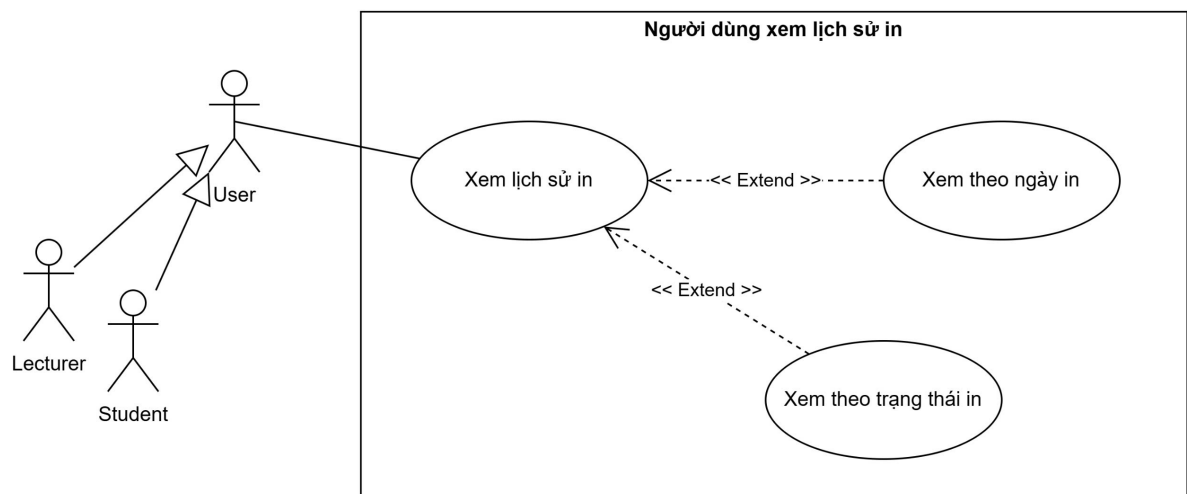 Người dùng xem lịch sử in
User
Xem lịch sử in
<< Extend >>
Xem theo ngày in
<< Extend >>
Lecturer
Xem theo trạng thái in
Student